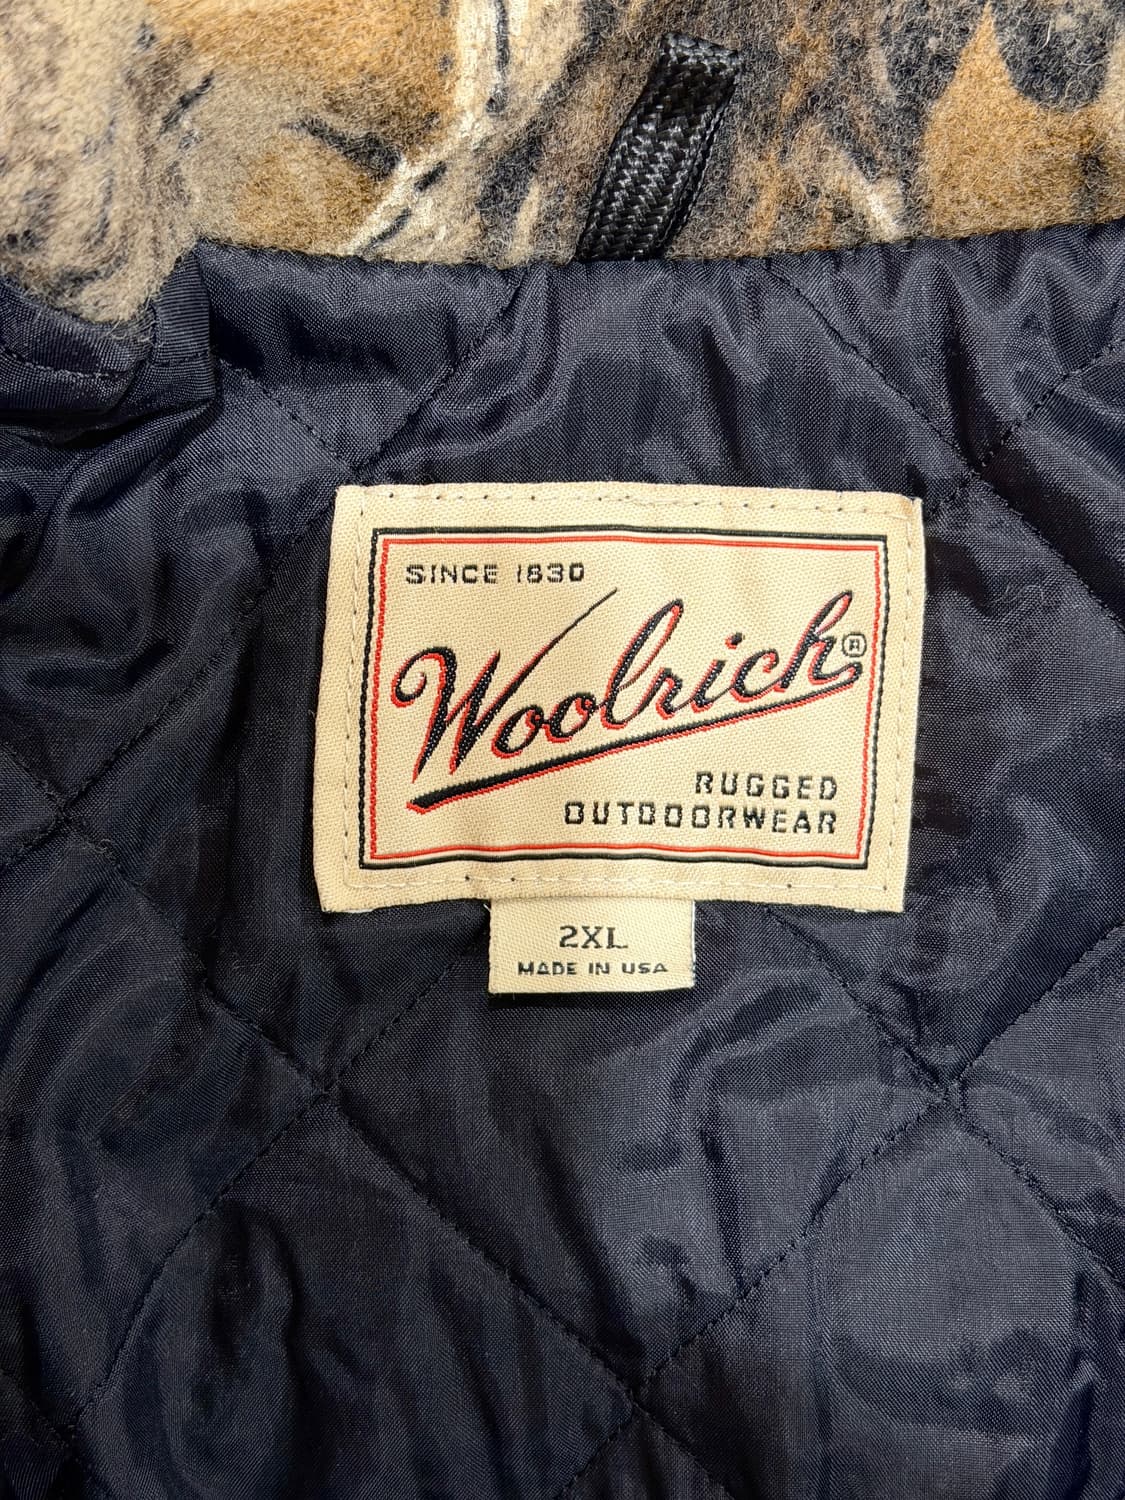 SINCE 1830
Woolrich®
RUGGED
OUTDOORWEAR
2XL
MADE IN USA